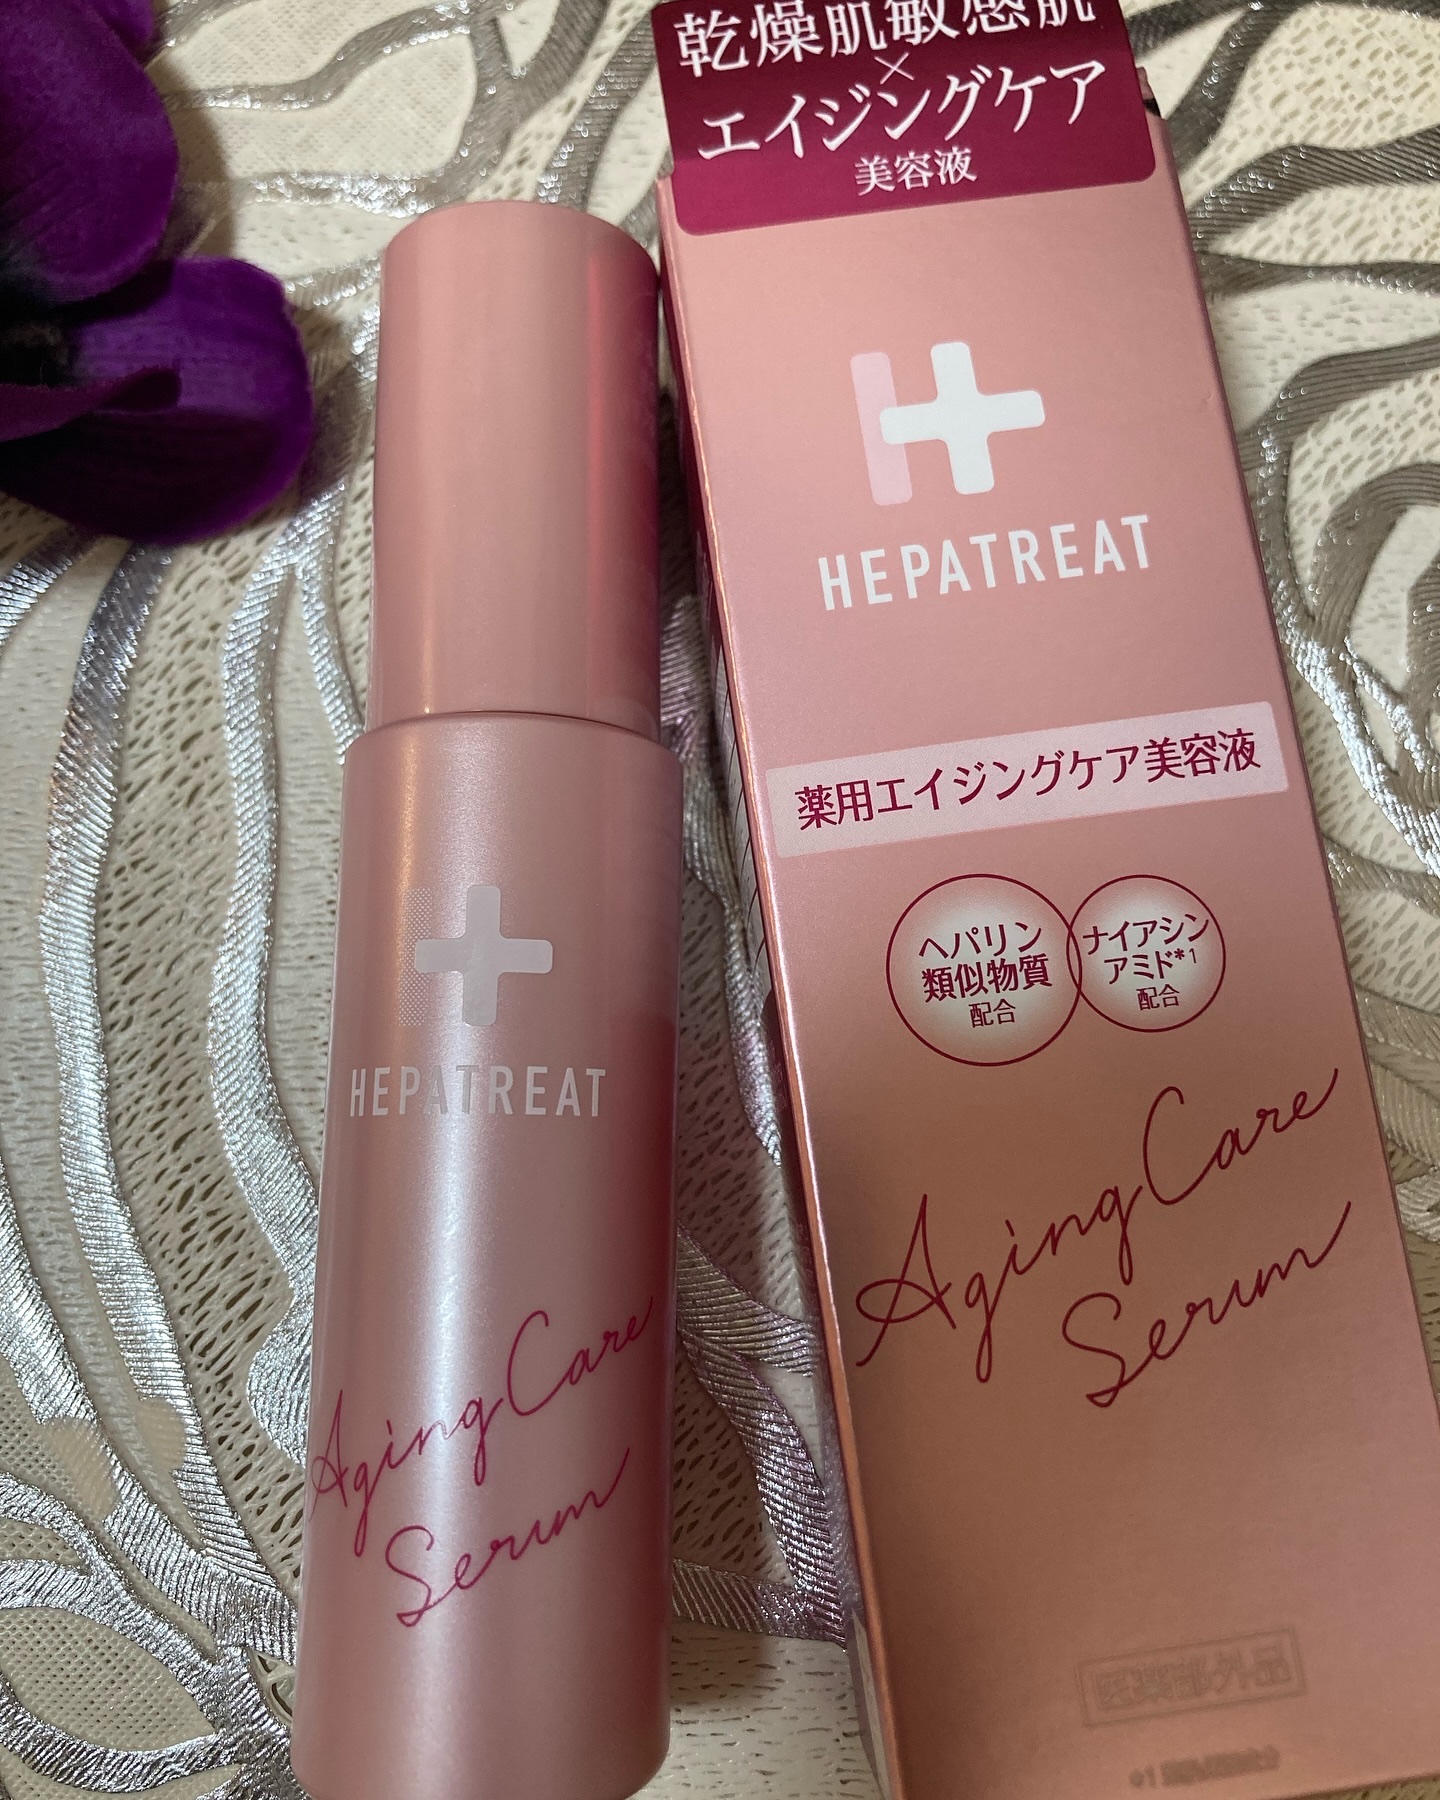 乾燥肌敏感肌
×
エイジングケア
美容液
HEPATREAT
薬用エイジングケア美容液
ヘパリン
類似物質
配合
ナイアシン
アミド*1
配合
Aging Care
Serum
医薬部外品
HEPATREAT
Aging Care
Serum